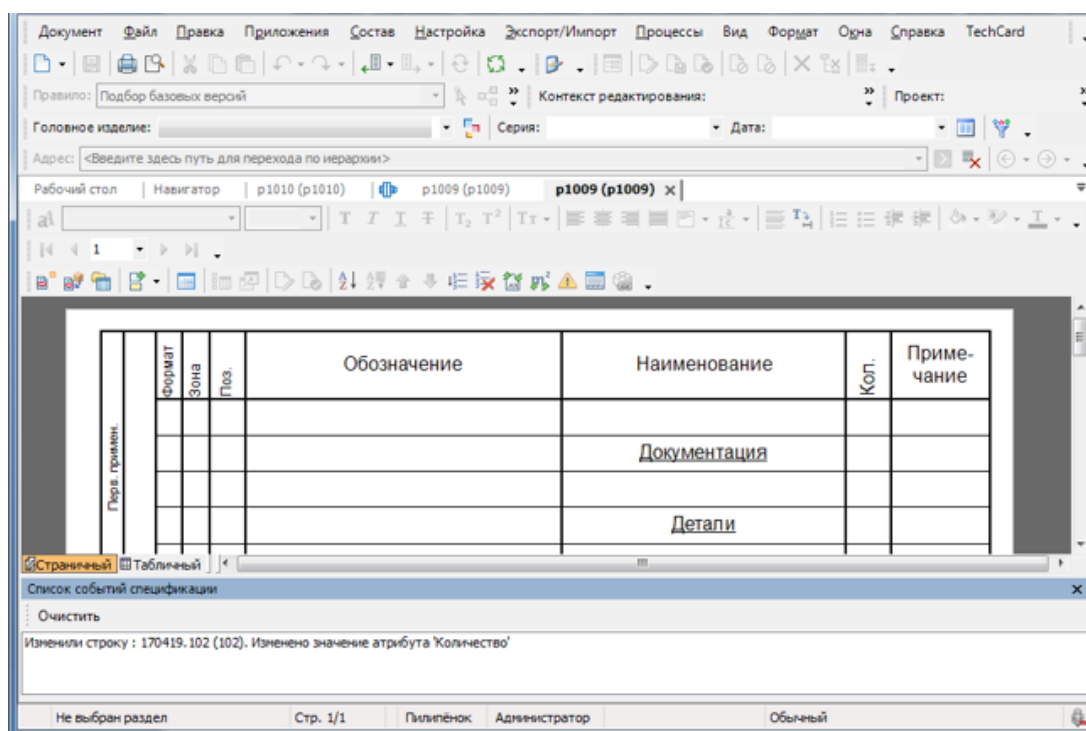 Документ Файл Правка Приложения Состав Настройка Экспорт/Импорт Процессы Вид Формат Окна Справка TechCard
Правило: Подбор базовых версий Контекст редактирования: Проект:
Головное изделие: Серия: Дата:
Адрес: <Введите здесь путь для перехода по иерархии>
Рабочий стол Навигатор p1010 (p1010) p1009 (p1009) p1009 (p1009)
1
Перв. примен. Формат Зона Поз. Обозначение Наименование Кол. Приме-
чание
Документация
Детали
Страничный Табличный
Список событий спецификации
Очистить
Изменили строку : 170419.102 (102). Изменено значение атрибута 'Количество'
Не выбран раздел Стр. 1/1 Пилипёнок Администратор Обычный